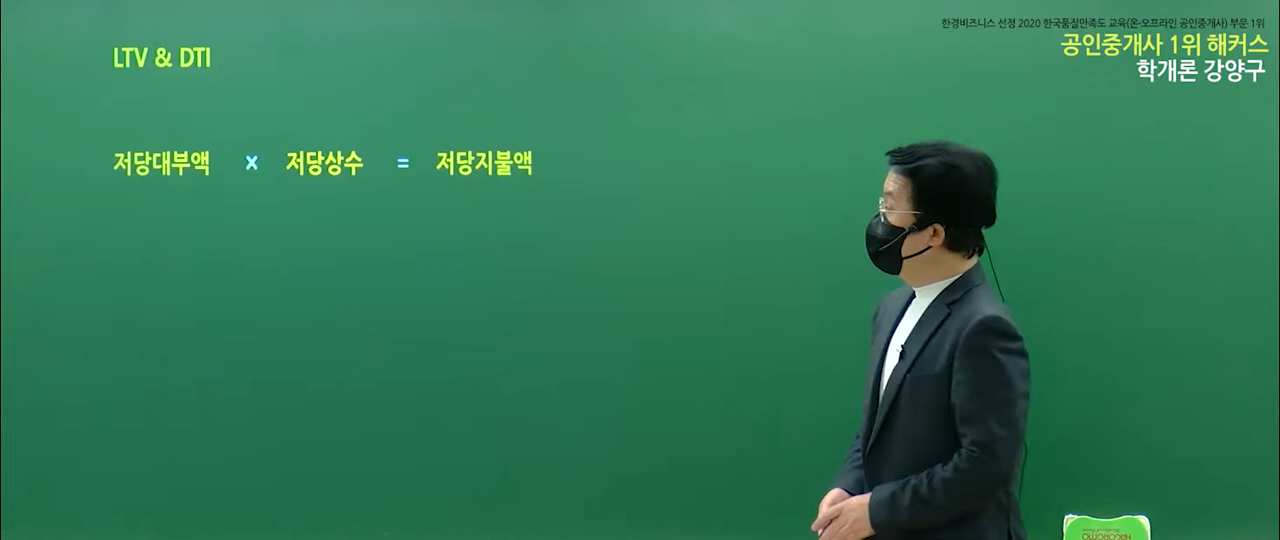 한경비즈니스 선정 2020 한국품질만족도 교육(온·오프라인 공인중개사) 부문 1위
공인중개사 1위 해커스
학개론 강양구
LTV & DTI
저당대부액 × 저당상수 = 저당지불액